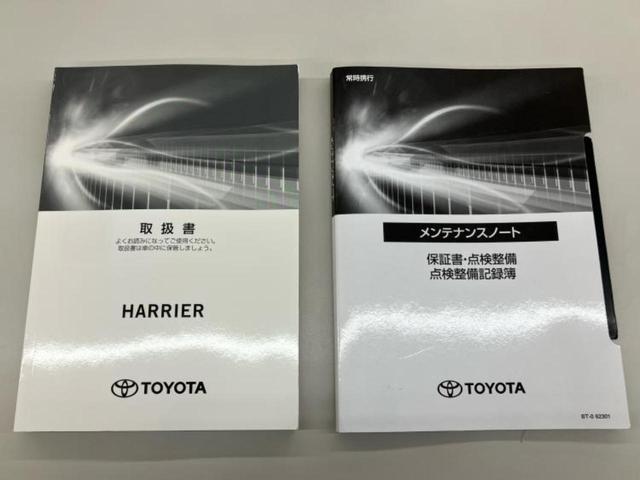 取扱書
よくお読みになってご使用ください。
取扱書は車の中に保管しましょう。
HARRIER
TOYOTA
常時携行
メンテナンスノート
保証書・点検整備
点検整備記録簿
TOYOTA
BT-0 62301